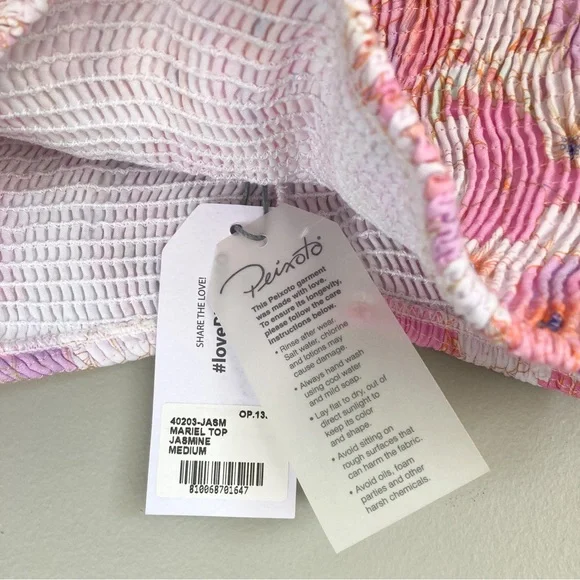 SHARE THE LOVE!
40203-JASM OP.13
MARIEL TOP
JASMINE
MEDIUM
810068701647
Peixoto
This Peixoto garment
was made with love.
To ensure its longevity,
please follow the care
instructions below.
• Rinse after wear.
Salt water, chlorine
and lotions may
cause damage.
• Always hand wash
using cool water
and mild soap.
• Lay flat to dry, out of
direct sunlight to
keep its color
and shape.
• Avoid sitting on
rough surfaces that
can harm the fabric.
• Avoid oils, foam
parties and other
harsh chemicals.